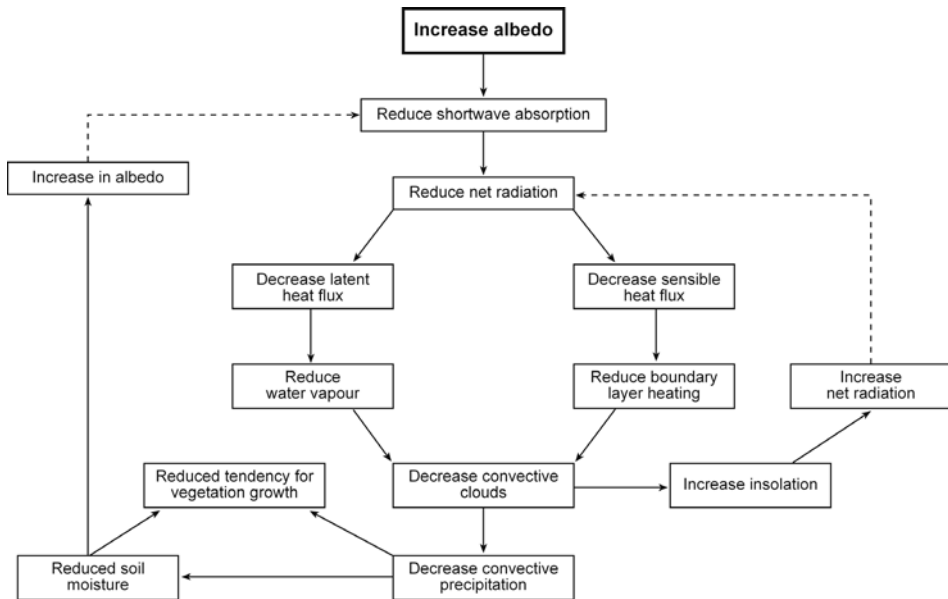 Increase albedo
Reduce shortwave absorption
Increase in albedo
Reduce net radiation
Decrease latent
heat flux
Decrease sensible
heat flux
Reduce
water vapour
Reduce boundary
layer heating
Increase
net radiation
Reduced tendency for
vegetation growth
Decrease convective
clouds
Increase insolation
Reduced soil
moisture
Decrease convective
precipitation